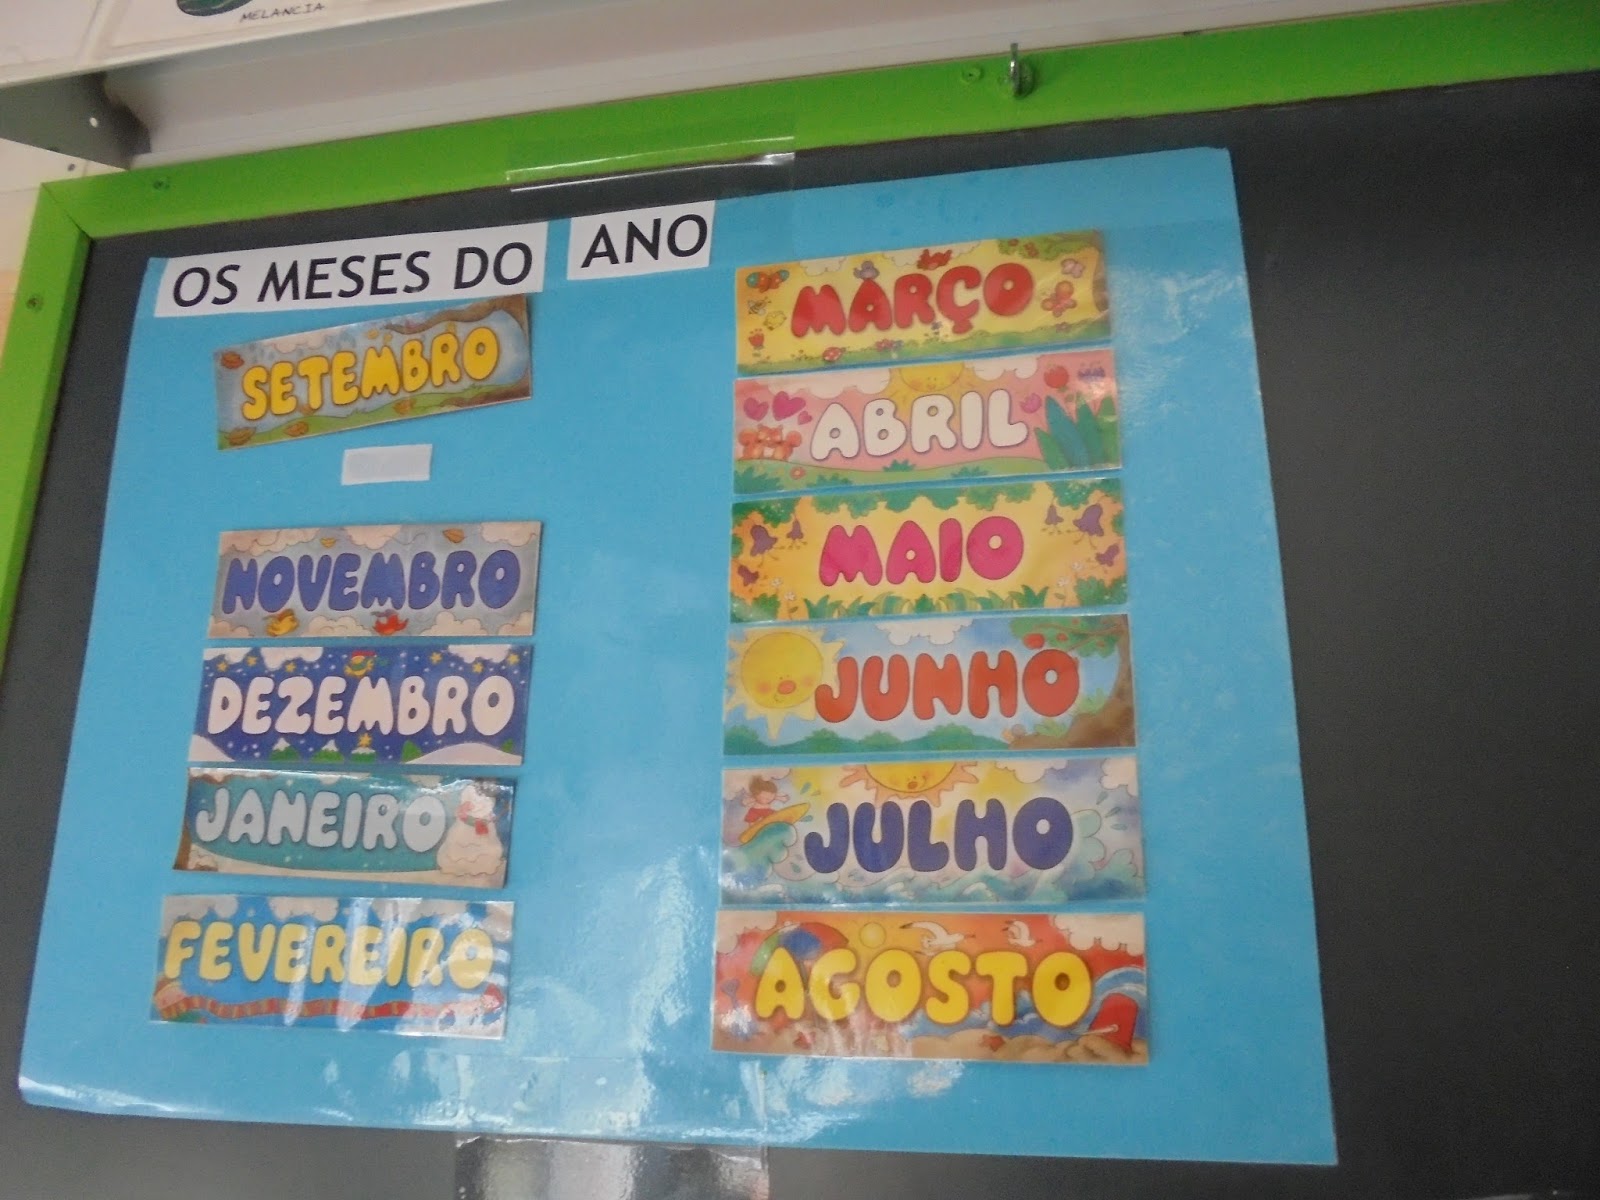 MELANCIA
OS MESES DO ANO
SETEMBRO
NOVEMBRO
DEZEMBRO
JANEIRO
FEVEREIRO
MARÇO
ABRIL
MAIO
JUNHO
JULHO
AGOSTO